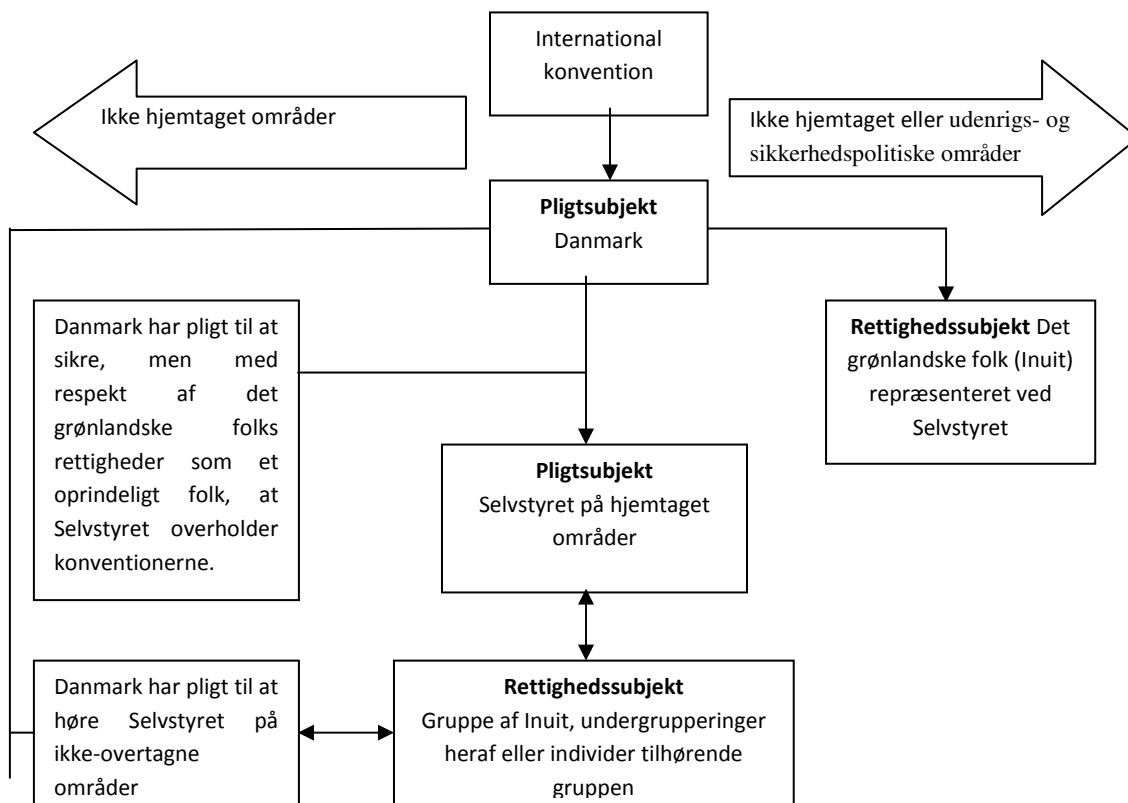 International
konvention
Ikke hjemtaget områder
Ikke hjemtaget eller udenrigs- og
sikkerhedspolitiske områder
Pligtsubjekt
Danmark
Danmark har pligt til at
sikre, men med
respekt af det
grønlandske folks
rettigheder som et
oprindeligt folk, at
Selvstyret overholder
konventionerne.
Rettighedssubjekt Det
grønlandske folk (Inuit)
repræsenteret ved
Selvstyret
Pligtsubjekt
Selvstyret på hjemtaget
områder
Danmark har pligt til at
høre Selvstyret på
ikke-overtagne
områder
Rettighedssubjekt
Gruppe af Inuit, undergrupperinger
heraf eller individer tilhørende
gruppen